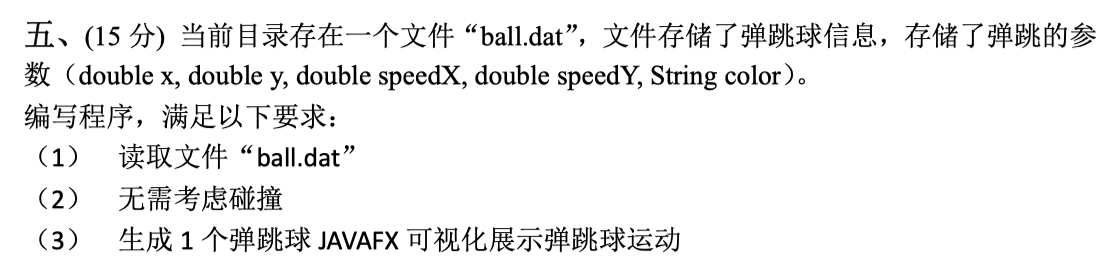 五、(15 分) 当前目录存在一个文件“ball.dat”，文件存储了弹跳球信息，存储了弹跳的参
数（double x, double y, double speedX, double speedY, String color）。
编写程序，满足以下要求：
（1） 读取文件“ball.dat”
（2） 无需考虑碰撞
（3） 生成 1 个弹跳球 JAVAFX 可视化展示弹跳球运动